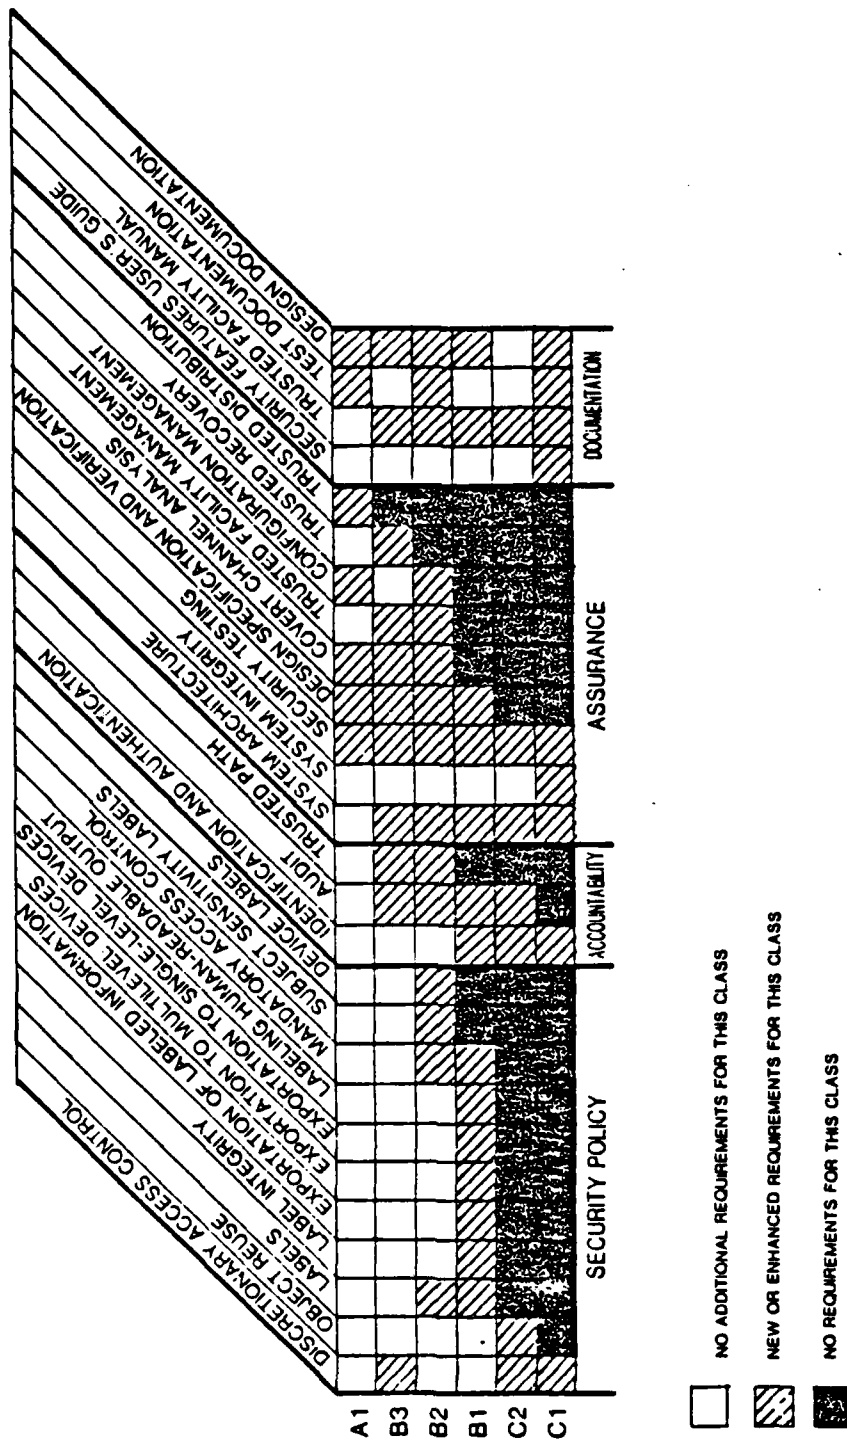 DISCRETIONARY ACCESS CONTROL
OBJECT REUSE
LABELS
LABEL INTEGRITY
EXPORTATION OF LABELED INFORMATION
EXPORTATION TO MULTILEVEL DEVICES
EXPORTATION TO SINGLE-LEVEL DEVICES
LABELING HUMAN-READABLE OUTPUT
MANDATORY ACCESS CONTROL
SUBJECT SENSITIVITY LABELS
DEVICE LABELS
IDENTIFICATION AND AUTHENTICATION
AUDIT
TRUSTED PATH
SYSTEM ARCHITECTURE
SYSTEM INTEGRITY
SECURITY TESTING
DESIGN SPECIFICATION AND VERIFICATION
COVERT CHANNEL ANALYSIS
TRUSTED FACILITY MANAGEMENT
CONFIGURATION MANAGEMENT
TRUSTED RECOVERY
TRUSTED DISTRIBUTION
SECURITY FEATURES USER'S GUIDE
TRUSTED FACILITY MANUAL
TEST DOCUMENTATION
DESIGN DOCUMENTATION
A1
B3
B2
B1
C2
C1
SECURITY POLICY
ACCOUNTABILITY
ASSURANCE
DOCUMENTATION
NO ADDITIONAL REQUIREMENTS FOR THIS CLASS
NEW OR ENHANCED REQUIREMENTS FOR THIS CLASS
NO REQUIREMENTS FOR THIS CLASS